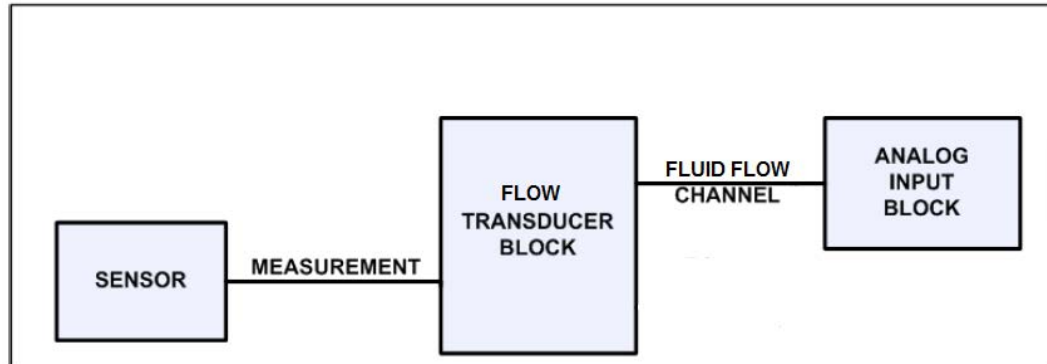 SENSOR
MEASUREMENT
FLOW
TRANSDUCER
BLOCK
FLUID FLOW
CHANNEL
ANALOG
INPUT
BLOCK